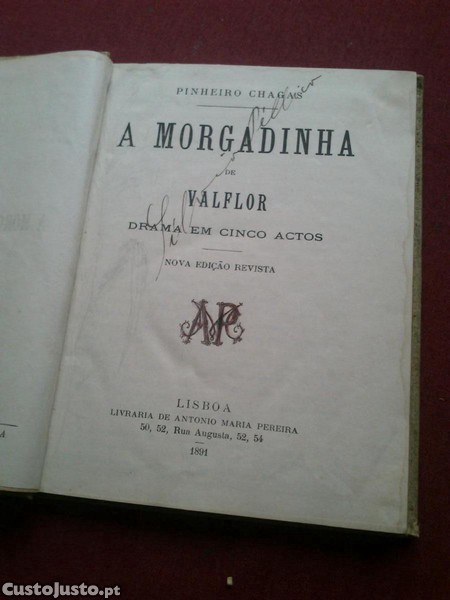 PINHEIRO CHAGAS
A MORGADINHA
DE
VALFLOR
DRAMA EM CINCO ACTOS
NOVA EDIÇÃO REVISTA
AMP
LISBOA
LIVRARIA DE ANTONIO MARIA PEREIRA
50, 52, Rua Augusta, 52, 54
1891
CustoJusto.pt